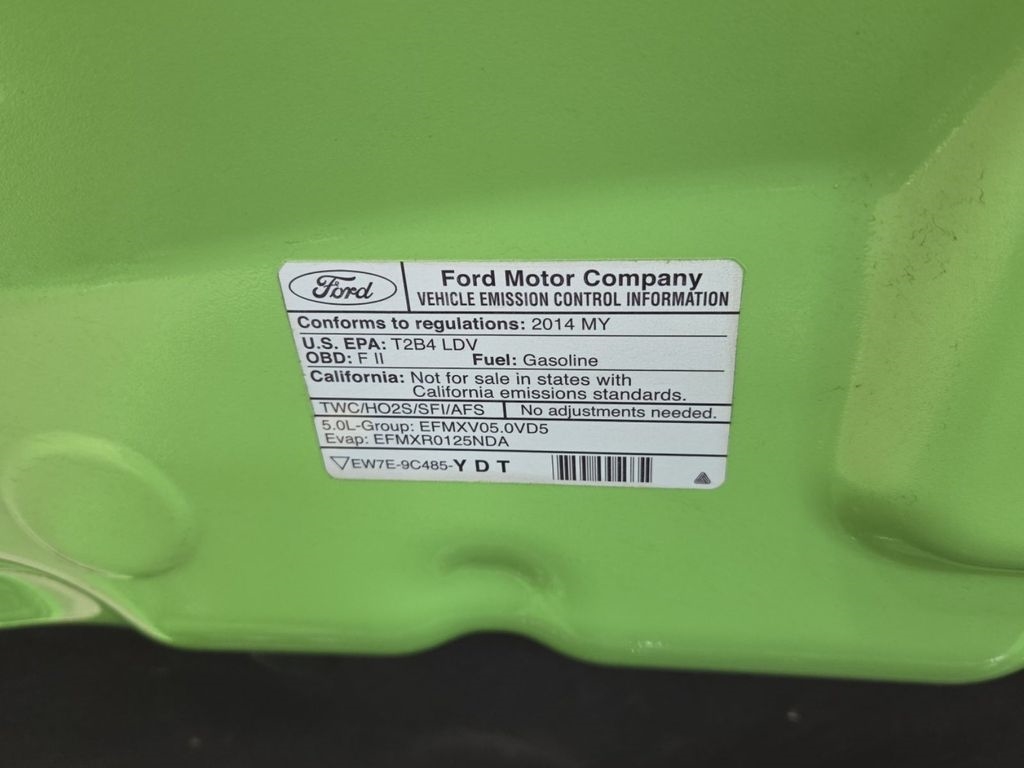 Ford
Ford Motor Company
VEHICLE EMISSION CONTROL INFORMATION
Conforms to regulations: 2014 MY
U.S. EPA: T2B4 LDV
OBD: F II Fuel: Gasoline
California: Not for sale in states with
California emissions standards.
TWC/HO2S/SFI/AFS No adjustments needed.
5.0L-Group: EFMXV05.0VD5
Evap: EFMXR0125NDA
EW7E-9C485-Y D T